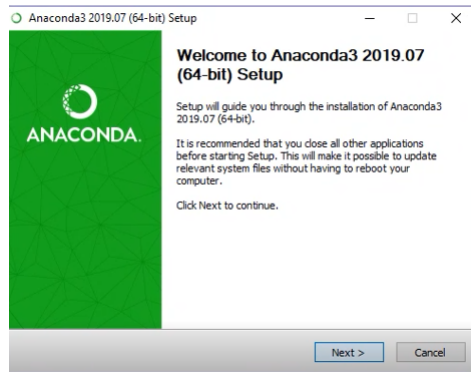 Anaconda3 2019.07 (64-bit) Setup
ANACONDA.
Welcome to Anaconda3 2019.07
(64-bit) Setup
Setup will guide you through the installation of Anaconda3
2019.07 (64-bit).
It is recommended that you close all other applications
before starting Setup. This will make it possible to update
relevant system files without having to reboot your
computer.
Click Next to continue.
Next >
Cancel